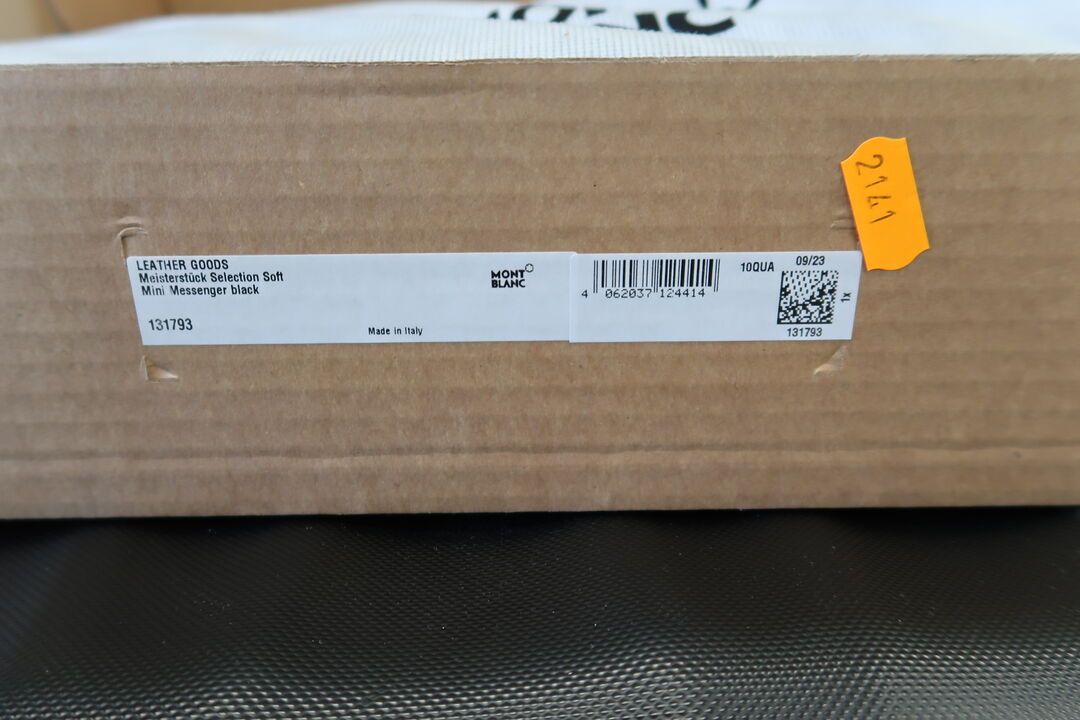 LEATHER GOODS
Meisterstück Selection Soft
Mini Messenger black
131793
Made in Italy
MONT
BLANC
4 062037 124414
10QUA
09/23
1x
131793
2141